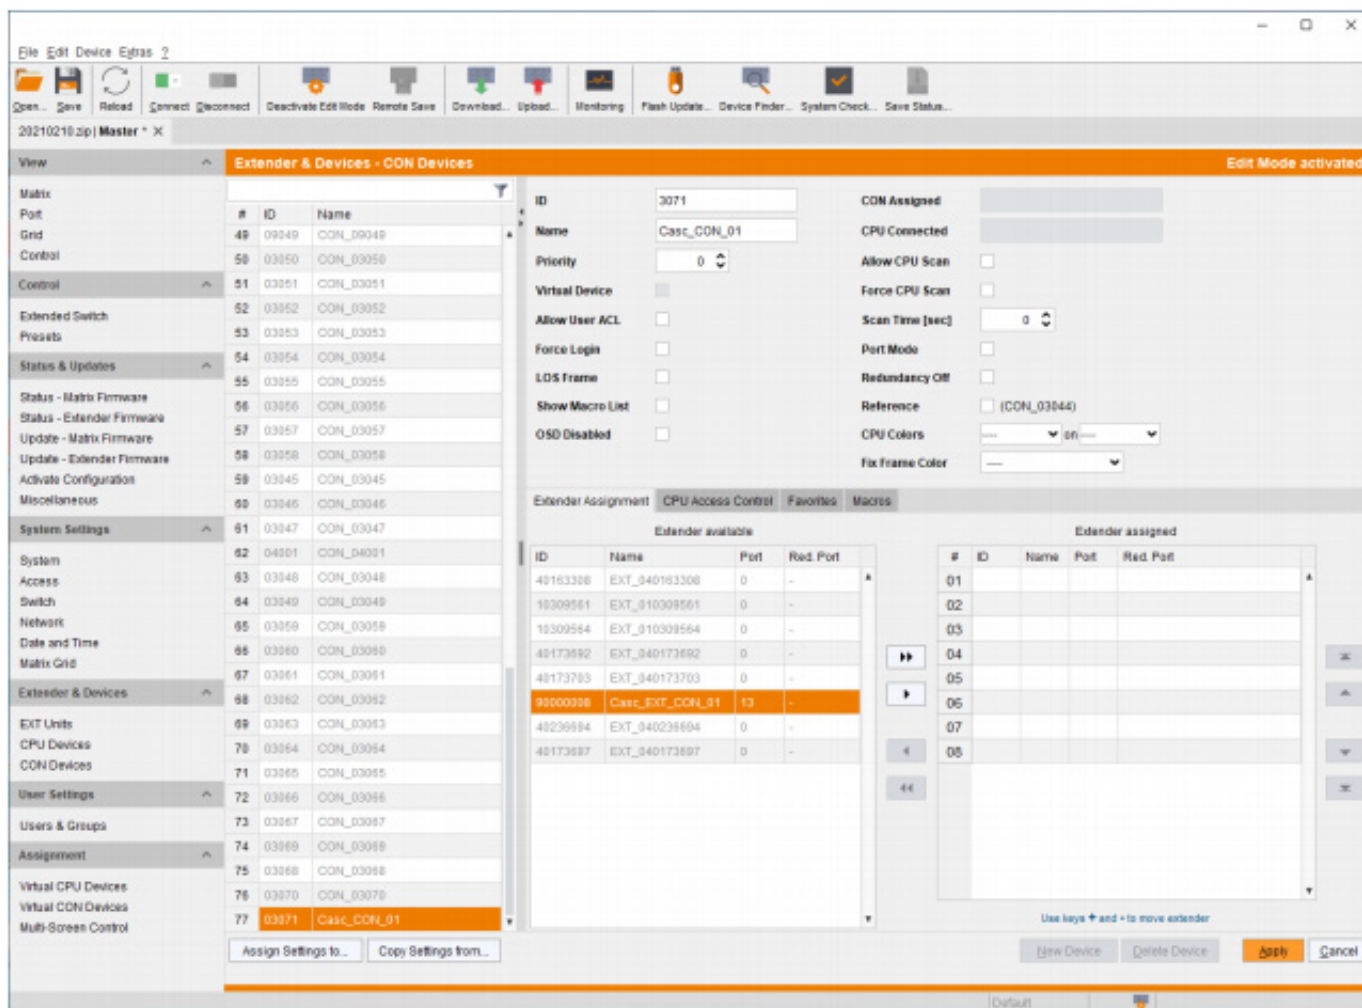 File Edit Device Extras ?
Open... Save Reload Connect Disconnect Deactivate Edit Mode Remote Save Download... Upload... Monitoring Flash Update... Device Finder... System Check... Save Status...
20210210.zip | Master *
View
Matrix
Port
Grid
Control
Control
Extended Switch
Presets
Status & Updates
Status - Matrix Firmware
Status - Extender Firmware
Update - Matrix Firmware
Update - Extender Firmware
Activate Configuration
Miscellaneous
System Settings
System
Access
Switch
Network
Date and Time
Matrix Grid
Extender & Devices
EXT Units
CPU Devices
CON Devices
User Settings
Users & Groups
Assignment
Virtual CPU Devices
Virtual CON Devices
Multi-Screen Control
Extender & Devices - CON Devices Edit Mode activated
# ID Name
49 09049 CON_09049
50 03050 CON_03050
51 03051 CON_03051
52 03052 CON_03052
53 03053 CON_03053
54 03054 CON_03054
55 03055 CON_03055
56 03056 CON_03056
57 03057 CON_03057
58 03058 CON_03058
59 03045 CON_03045
60 03046 CON_03046
61 03047 CON_03047
62 04001 CON_04001
63 03048 CON_03048
64 03049 CON_03049
65 03059 CON_03059
66 03060 CON_03060
67 03061 CON_03061
68 03062 CON_03062
69 03063 CON_03063
70 03064 CON_03064
71 03065 CON_03065
72 03066 CON_03066
73 03067 CON_03067
74 03069 CON_03069
75 03068 CON_03068
76 03070 CON_03070
77 03071 Casc_CON_01
Assign Settings to... Copy Settings from...
ID 3071
Name Casc_CON_01
Priority 0
Virtual Device
Allow User ACL
Force Login
LOS Frame
Show Macro List
OSD Disabled
CON Assigned
CPU Connected
Allow CPU Scan
Force CPU Scan
Scan Time [sec] 0
Port Mode
Redundancy Off
Reference (CON_03044)
CPU Colors ---- on ----
Fix Frame Color ----
Extender Assignment CPU Access Control Favorites Macros
Extender available
ID Name Port Red. Port
40163308 EXT_040163308 0 -
10309561 EXT_010309561 0 -
10309564 EXT_010309564 0 -
40173692 EXT_040173692 0 -
40173703 EXT_040173703 0 -
90000008 Casc_EXT_CON_01 13 -
40236694 EXT_040236694 0 -
40173697 EXT_040173697 0 -
Extender assigned
# ID Name Port Red. Port
01
02
03
04
05
06
07
08
Use keys + and - to move extender
New Device Delete Device Apply Cancel
Default